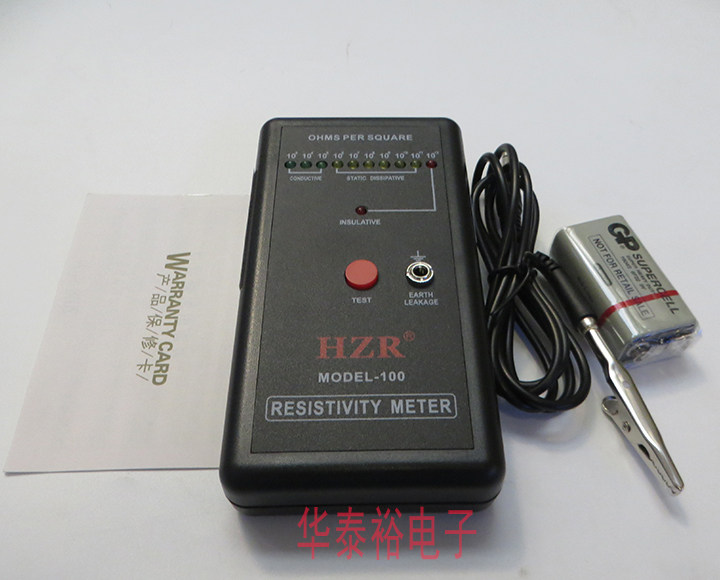 OHMS PER SQUARE
CONDUCTIVE STATIC DISSIPATIVE
INSULATIVE
TEST
EARTH LEAKAGE
HZR®
MODEL-100
RESISTIVITY METER
WARRANTY CARD
产/品/保/修/卡/
GP SUPERCELL
NOT FOR RETAIL SALE
华泰裕电子